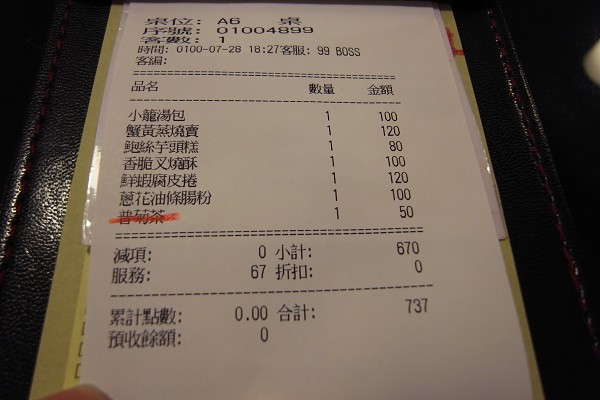 桌位: A6 桌
序號: 01004899
客數: 1
時間: 0100-07-28 18:27客服: 99 BOSS
客編:
品名 數量 金額
小籠湯包 1 100
蟹黃蒸燒賣 1 120
鮑絲芋頭糕 1 80
香脆叉燒酥 1 100
鮮蝦腐皮捲 1 120
蔥花油條腸粉 1 100
普菊茶 1 50
減項: 0 小計: 670
服務: 67 折扣: 0
累計點數: 0.00 合計: 737
預收餘額: 0